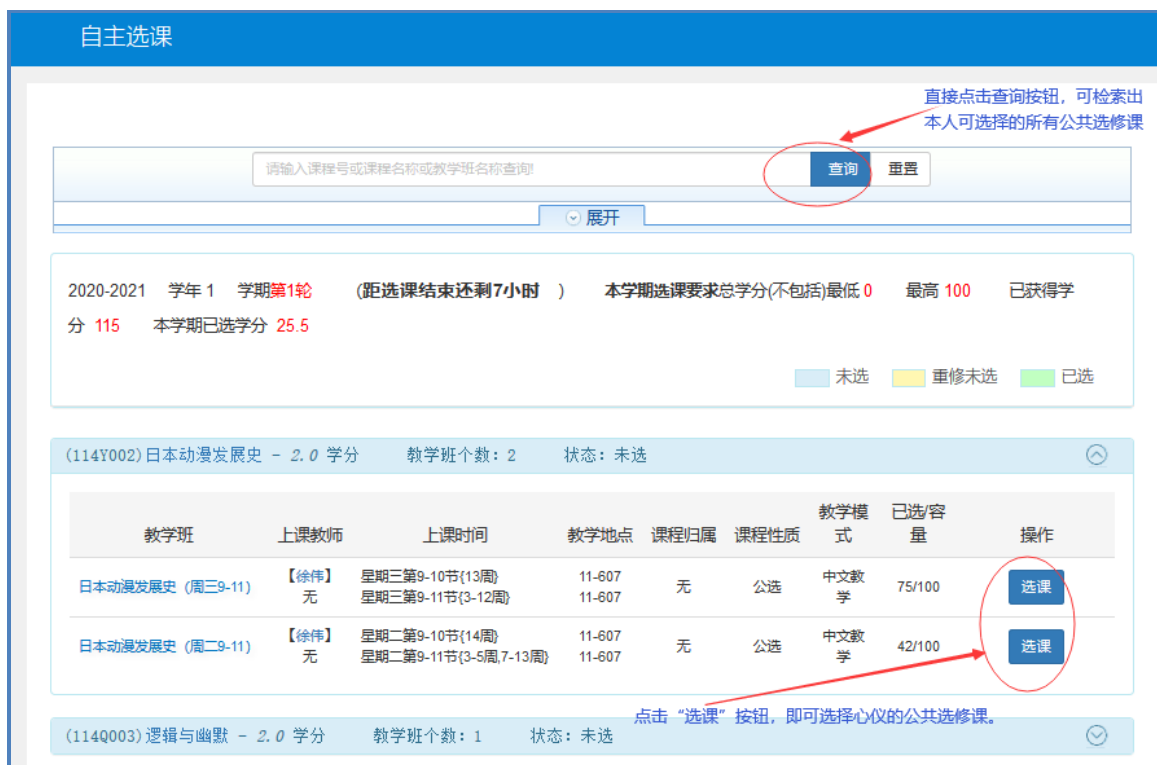 自主选课
直接点击查询按钮，可检索出
本人可选择的所有公共选修课
请输入课程号或课程名称或教学班名称查询! 查询 重置
展开
2020-2021 学年 1 学期第1轮 (距选课结束还剩7小时 ) 本学期选课要求总学分(不包括)最低 0 最高 100 已获得学
分 115 本学期已选学分 25.5
未选 重修未选 已选
(114Y002)日本动漫发展史 - 2.0 学分 教学班个数: 2 状态: 未选
教学班 上课教师 上课时间 教学地点 课程归属 课程性质 教学模式 已选/容量 操作
日本动漫发展史（周三9-11) 【徐伟】 星期三第9-10节{13周} 11-607 无 公选 中文教 75/100 选课
无 星期三第9-11节{3-12周} 11-607 学
日本动漫发展史（周二9-11) 【徐伟】 星期二第9-10节{14周} 11-607 无 公选 中文教 42/100 选课
无 星期二第9-11节{3-5周,7-13周} 11-607 学
点击“选课”按钮，即可选择心仪的公共选修课。
(114Q003)逻辑与幽默 - 2.0 学分 教学班个数: 1 状态: 未选